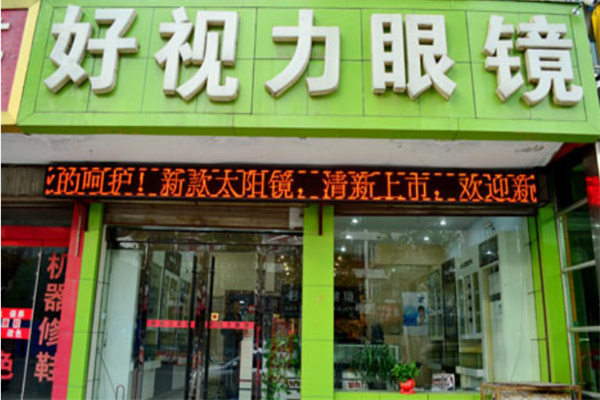 好视力眼镜
的呵护！新款太阳镜，清新上市，欢迎新
机器修鞋